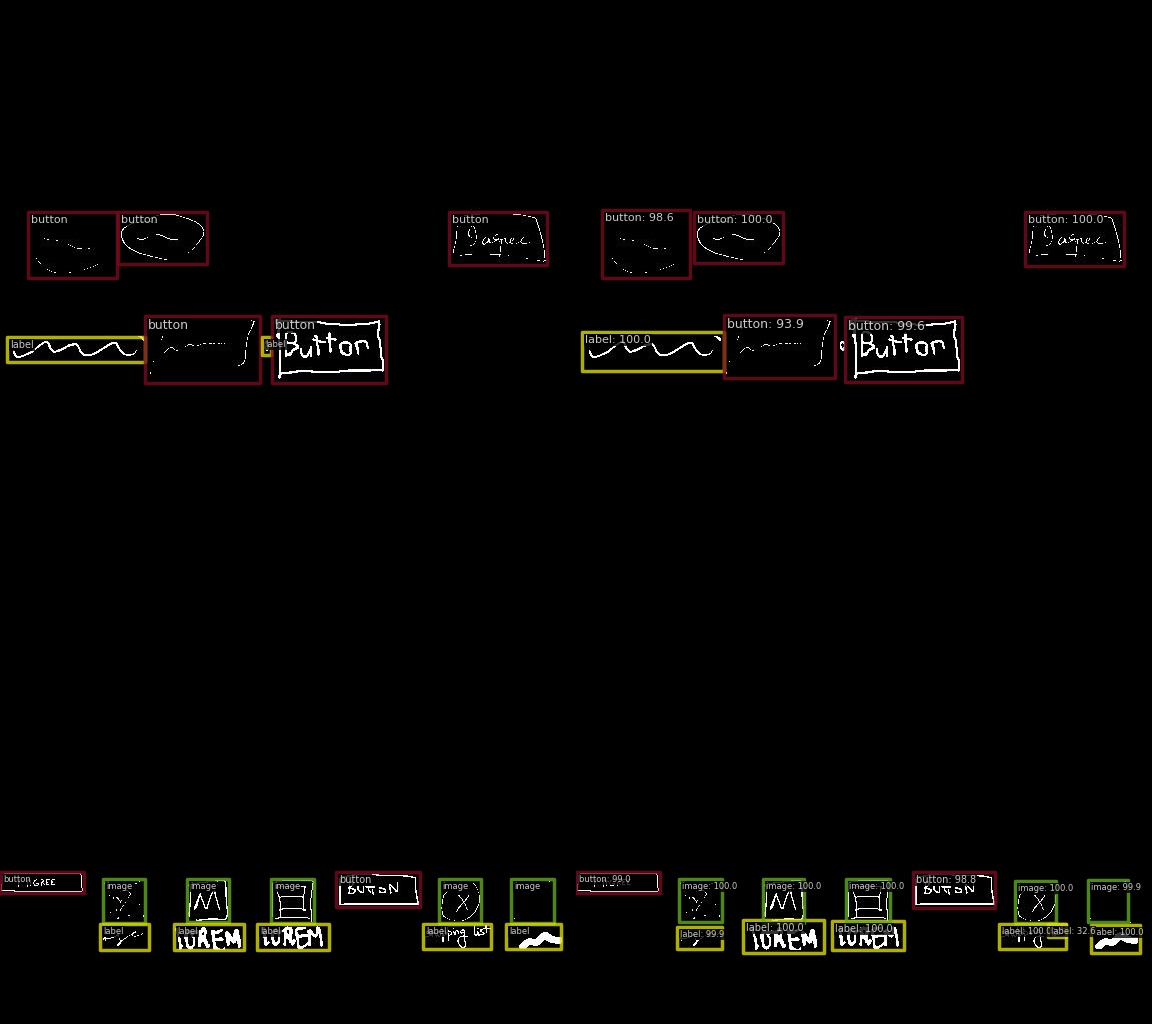 button button button button: 98.6 button: 100.0 button: 100.0
label button label button label: 100.0 button: 93.9 button: 99.6
Button Button
button image image image button image image button: 99.0 image: 100.0 image: 100.0 image: 100.0 button: 98.8 image: 100.0 image: 99.9
BUTTON BUTTON
label label label label label label: 99.9 label: 100.0 label: 100.0 label: 100.0 label: 32.6 label: 100.0
LOREM LOREM LOREM LOREM